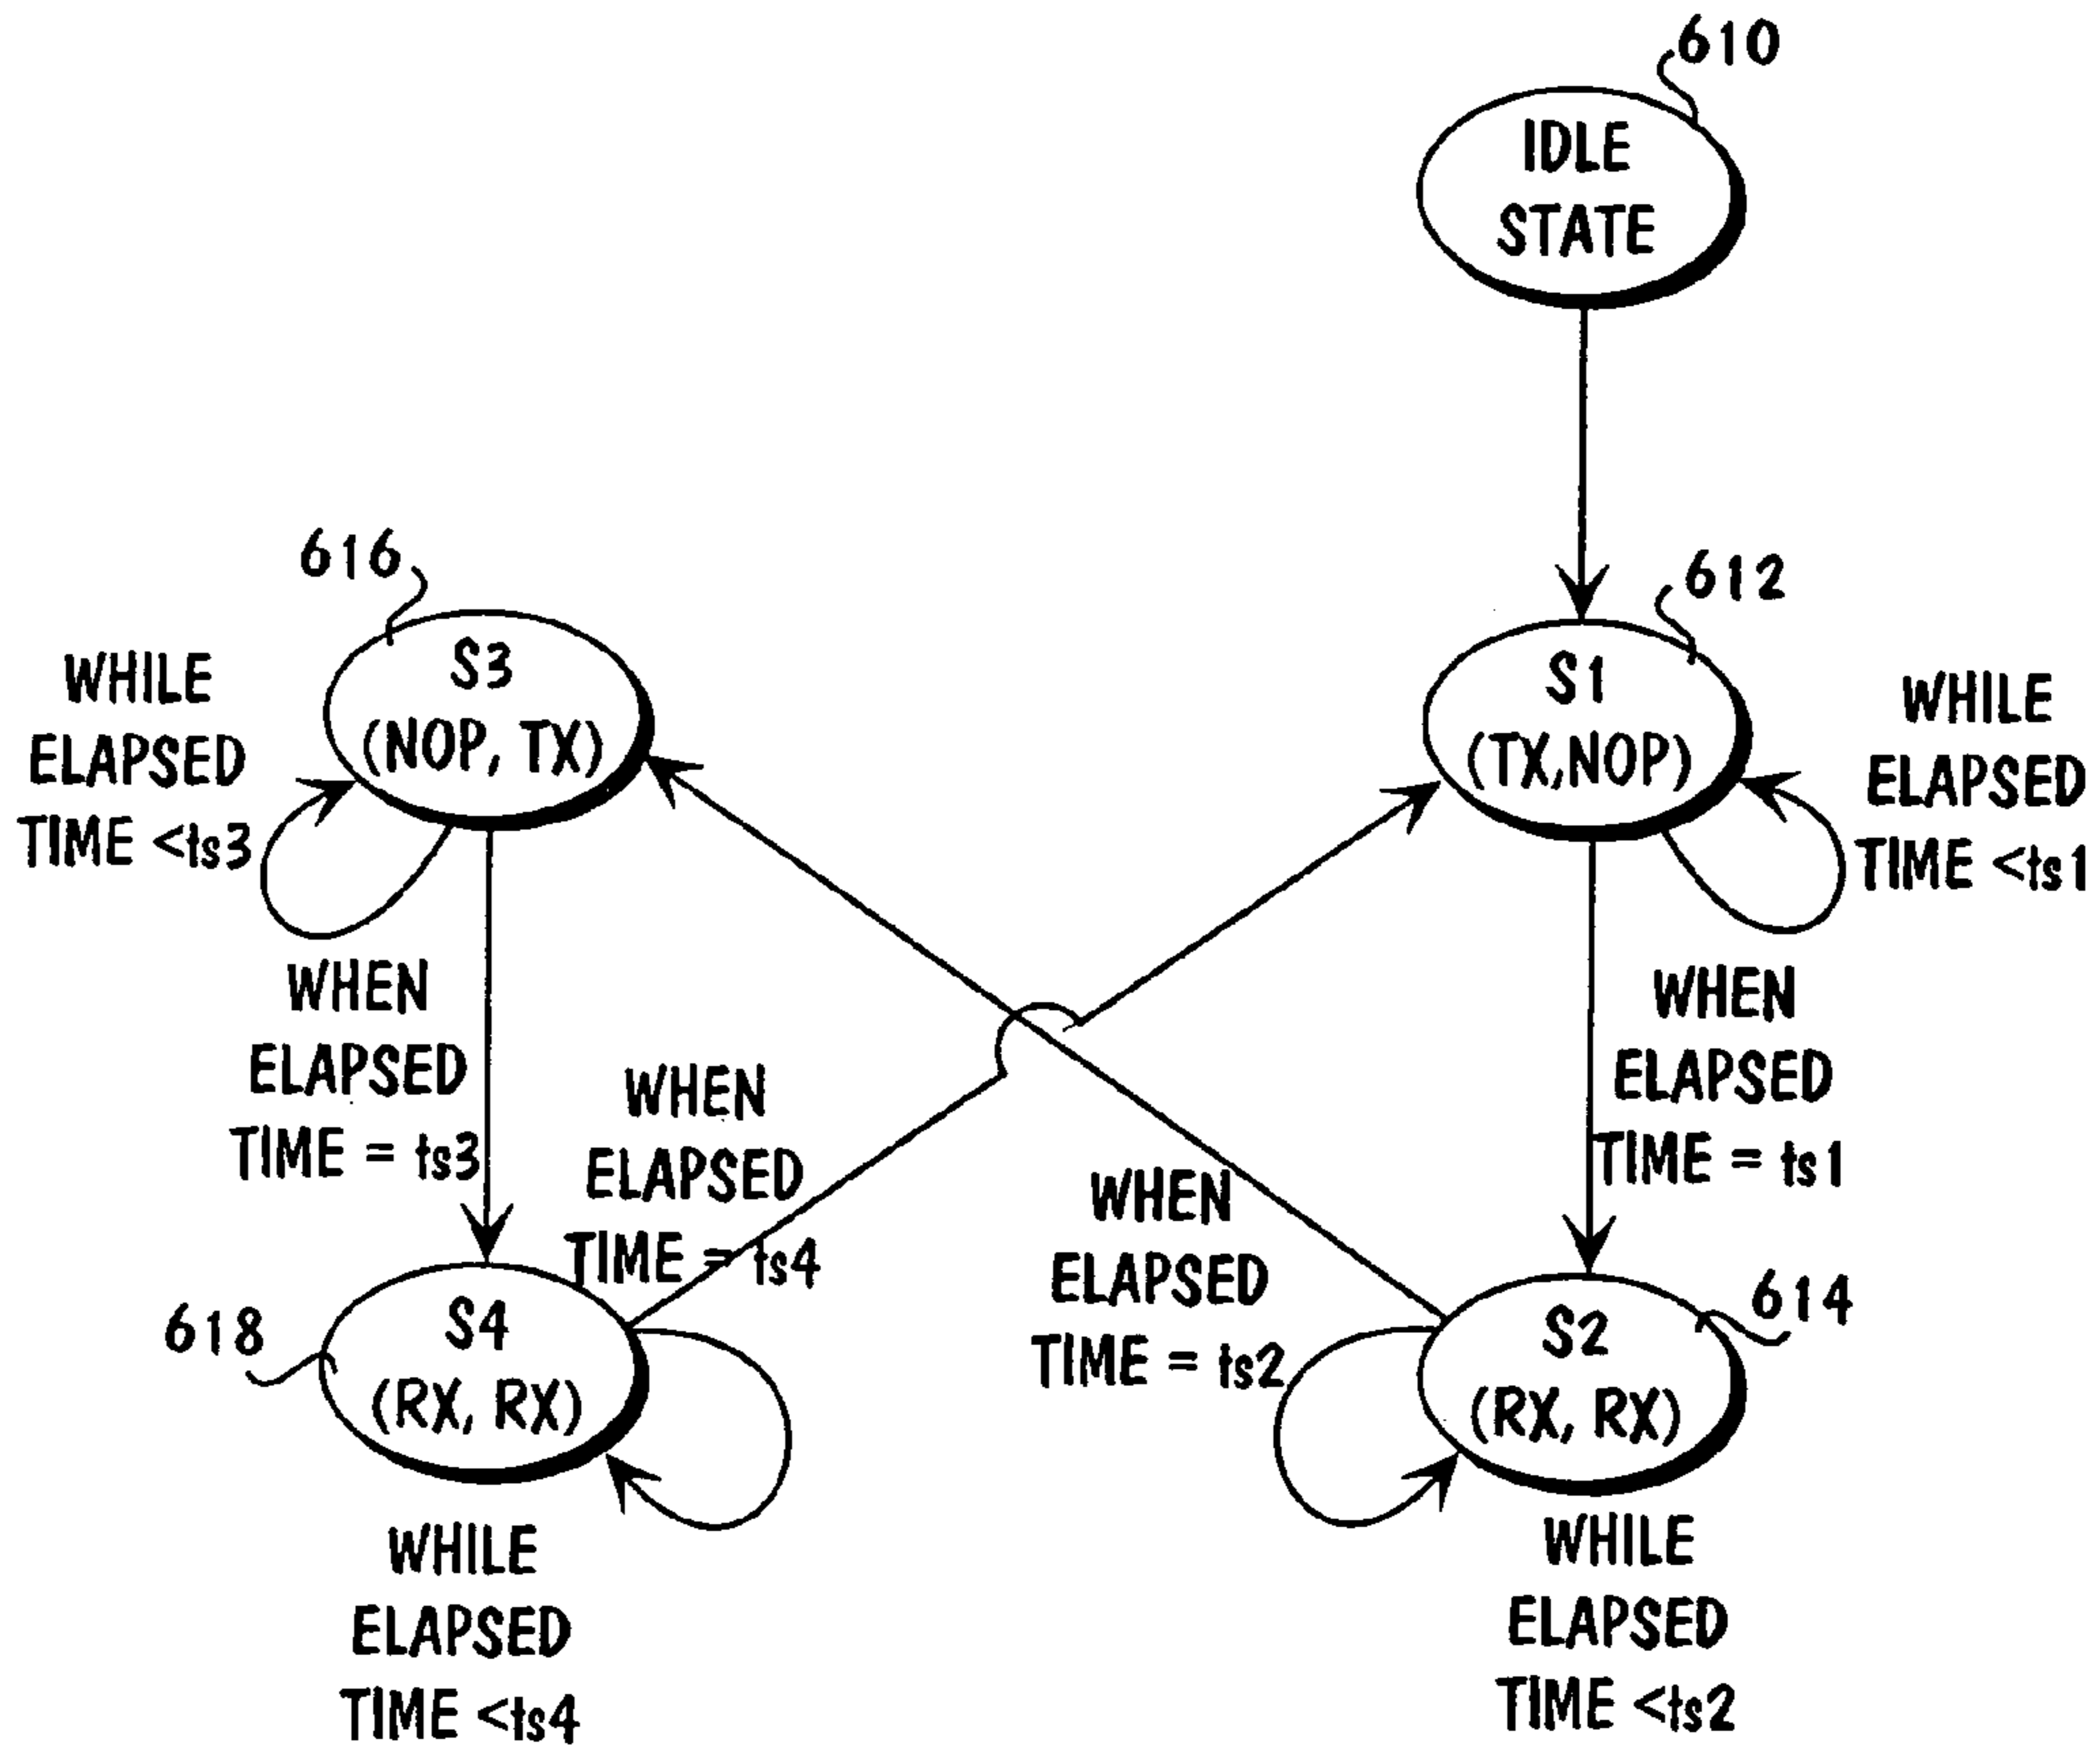 610
IDLE
STATE
616
S3
(NOP, TX)
WHILE
ELAPSED
TIME <ts3
612
S1
(TX,NOP)
WHILE
ELAPSED
TIME <ts1
WHEN
ELAPSED
TIME = ts3
WHEN
ELAPSED
TIME = ts4
WHEN
ELAPSED
TIME = ts2
WHEN
ELAPSED
TIME = ts1
618
S4
(RX, RX)
WHILE
ELAPSED
TIME <ts4
614
S2
(RX, RX)
WHILE
ELAPSED
TIME <ts2